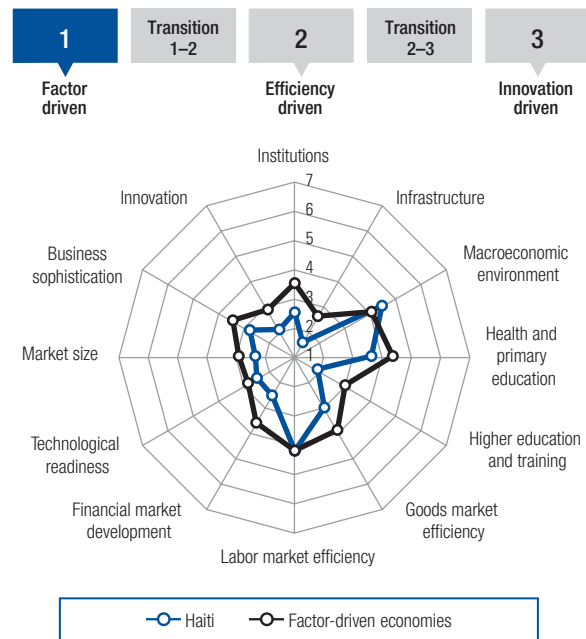 1
Transition
1–2
2
Transition
2–3
3
Factor
driven
Efficiency
driven
Innovation
driven
Institutions
Infrastructure
Macroeconomic
environment
Health and
primary
education
Higher education
and training
Goods market
efficiency
Labor market efficiency
Financial market
development
Technological
readiness
Market size
Business
sophistication
Innovation
7
6
5
4
3
2
1
Haiti
Factor-driven economies